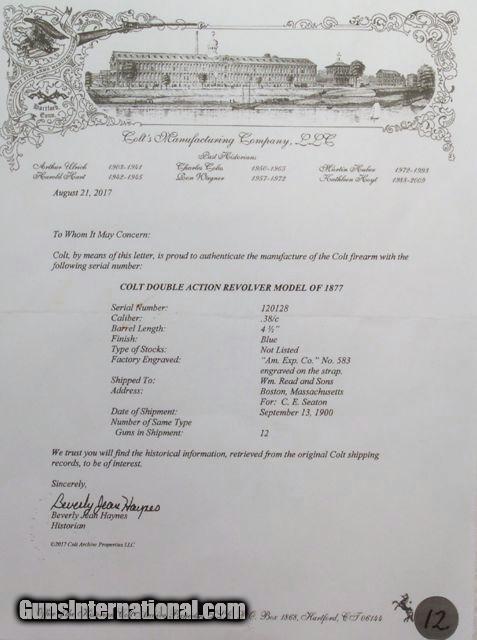 Hartford,
Conn.
Colt's Manufacturing Company, LLC
Past Historians
Arthur Ulrich 1903-1941 Charles Coles 1950-1965 Martin Huber 1972-1993
Harold Hart 1942-1945 Don Wagner 1957-1972 Kathleen Hoyt 1985-2009
August 21, 2017
To Whom It May Concern:
Colt, by means of this letter, is proud to authenticate the manufacture of the Colt firearm with the
following serial number:
COLT DOUBLE ACTION REVOLVER MODEL OF 1877
Serial Number: 120128
Caliber: .38/c
Barrel Length: 4 ½"
Finish: Blue
Type of Stocks: Not Listed
Factory Engraved: "Am. Exp. Co." No. 583
engraved on the strap.
Shipped To: Wm. Read and Sons
Address: Boston, Massachusetts
For: C. E. Seaton
Date of Shipment: September 13, 1900
Number of Same Type
Guns in Shipment: 12
We trust you will find the historical information, retrieved from the original Colt shipping
records, to be of interest.
Sincerely,
Beverly Jean Haynes
Beverly Jean Haynes
Historian
©2017 Colt Archive Properties LLC
Box 1868, Hartford, CT 06144
12
GunsInternational.com